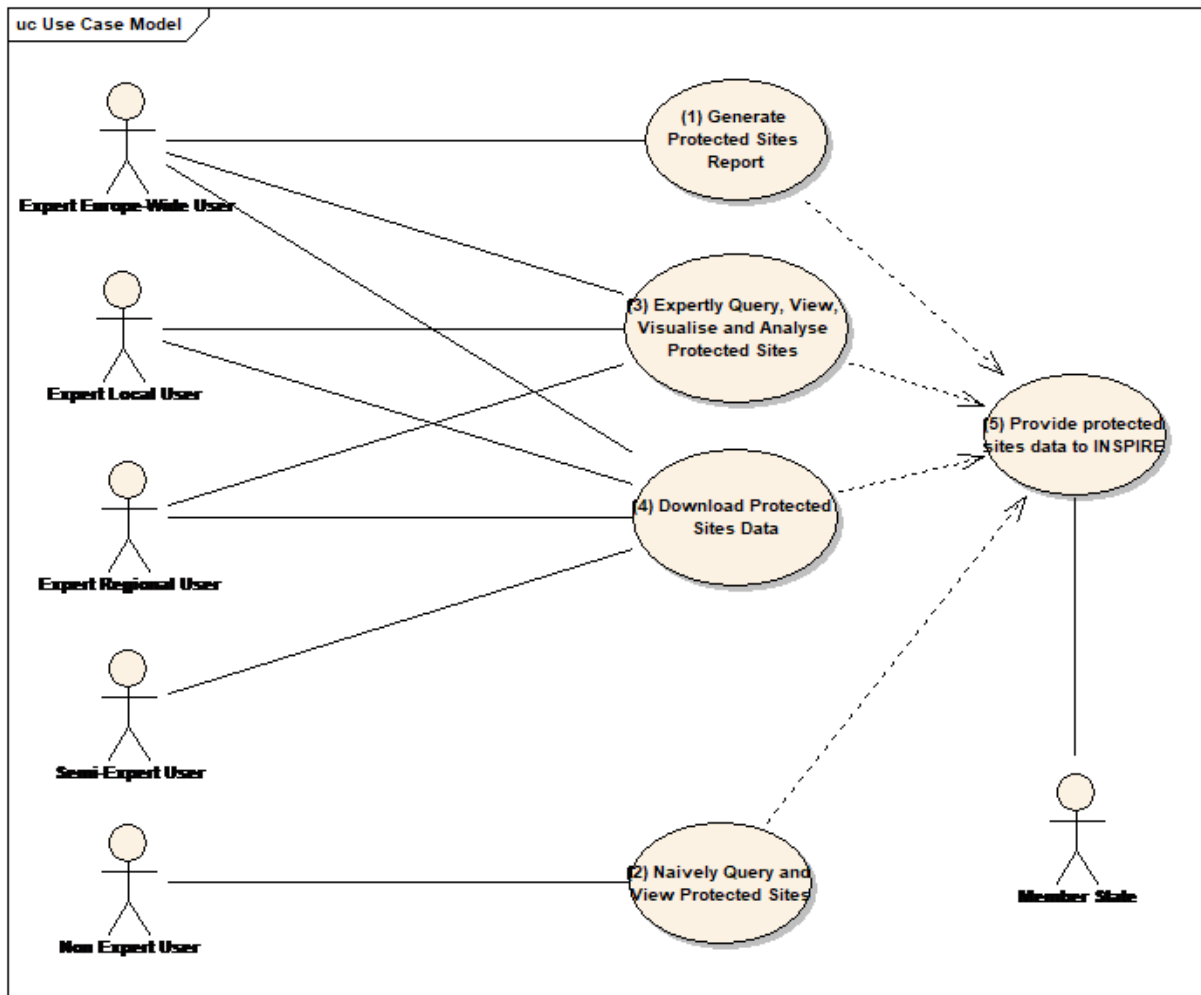 uc Use Case Model
(1) Generate
Protected Sites
Report
Expert Europe-Wide User
(3) Expertly Query, View,
Visualise and Analyse
Protected Sites
Expert Local User
(5) Provide protected
sites data to INSPIRE
(4) Download Protected
Sites Data
Expert Regional User
Semi-Expert User
(2) Naively Query and
View Protected Sites
Member State
Non Expert User